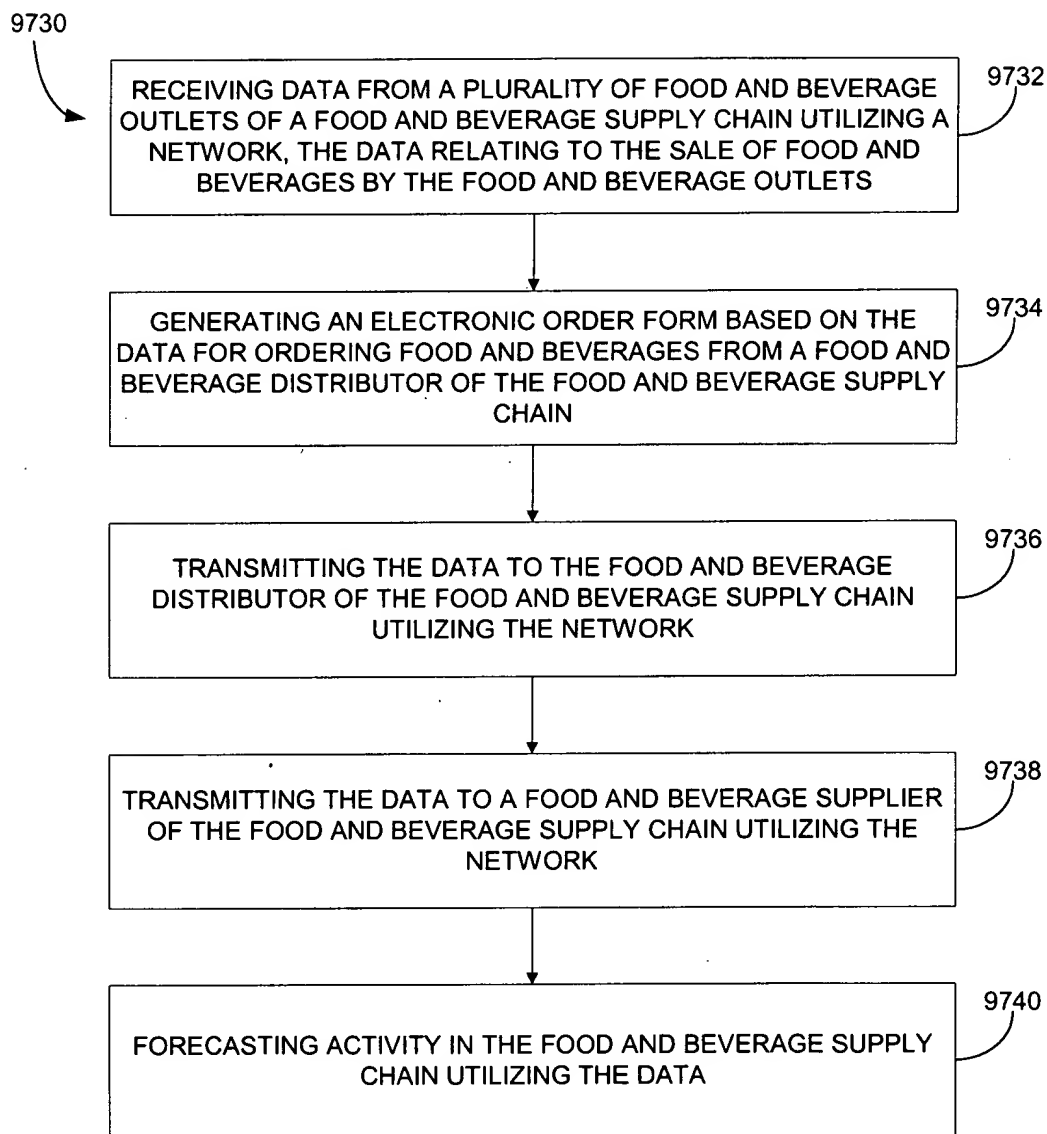 9730
9732
RECEIVING DATA FROM A PLURALITY OF FOOD AND BEVERAGE
OUTLETS OF A FOOD AND BEVERAGE SUPPLY CHAIN UTILIZING A
NETWORK, THE DATA RELATING TO THE SALE OF FOOD AND
BEVERAGES BY THE FOOD AND BEVERAGE OUTLETS
9734
GENERATING AN ELECTRONIC ORDER FORM BASED ON THE
DATA FOR ORDERING FOOD AND BEVERAGES FROM A FOOD AND
BEVERAGE DISTRIBUTOR OF THE FOOD AND BEVERAGE SUPPLY
CHAIN
9736
TRANSMITTING THE DATA TO THE FOOD AND BEVERAGE
DISTRIBUTOR OF THE FOOD AND BEVERAGE SUPPLY CHAIN
UTILIZING THE NETWORK
9738
TRANSMITTING THE DATA TO A FOOD AND BEVERAGE SUPPLIER
OF THE FOOD AND BEVERAGE SUPPLY CHAIN UTILIZING THE
NETWORK
9740
FORECASTING ACTIVITY IN THE FOOD AND BEVERAGE SUPPLY
CHAIN UTILIZING THE DATA